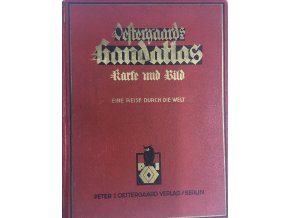 Oestergaards
Handatlas
Karte und Bild
EINE REISE DURCH DIE WELT
PETER J. OESTERGAARD VERLAG / BERLIN